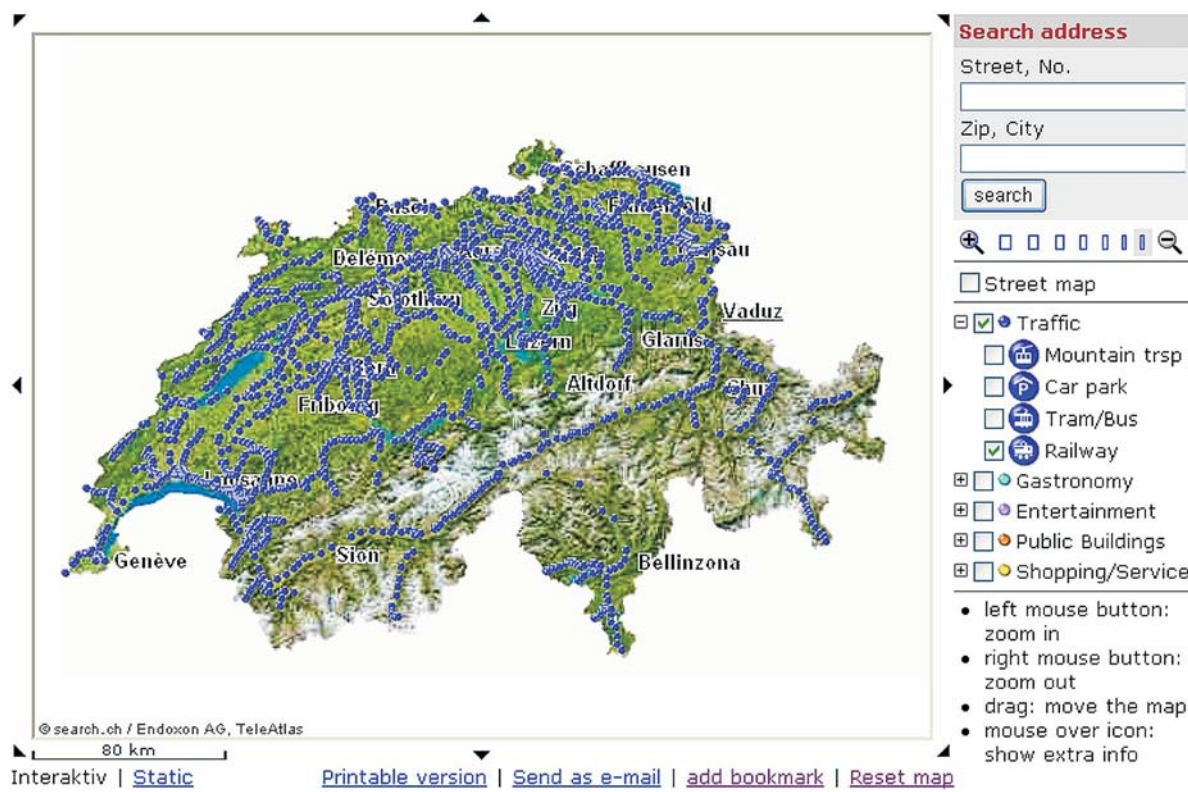 Search address
Street, No.
Zip, City
search
Street map
Traffic
Mountain trsp
Car park
Tram/Bus
Railway
Gastronomy
Entertainment
Public Buildings
Shopping/Service
left mouse button:
zoom in
right mouse button:
zoom out
drag: move the map
mouse over icon:
show extra info
Schaffhausen
Basel
Frauenfeld
Delémo
Solothurn
Zug
Vaduz
Luzern
Glarus
Altdorf
Chur
Fribourg
Lausanne
Genève
Sion
Bellinzona
© search.ch / Endoxon AG, TeleAtlas
80 km
Interaktiv | Static
Printable version | Send as e-mail | add bookmark | Reset map